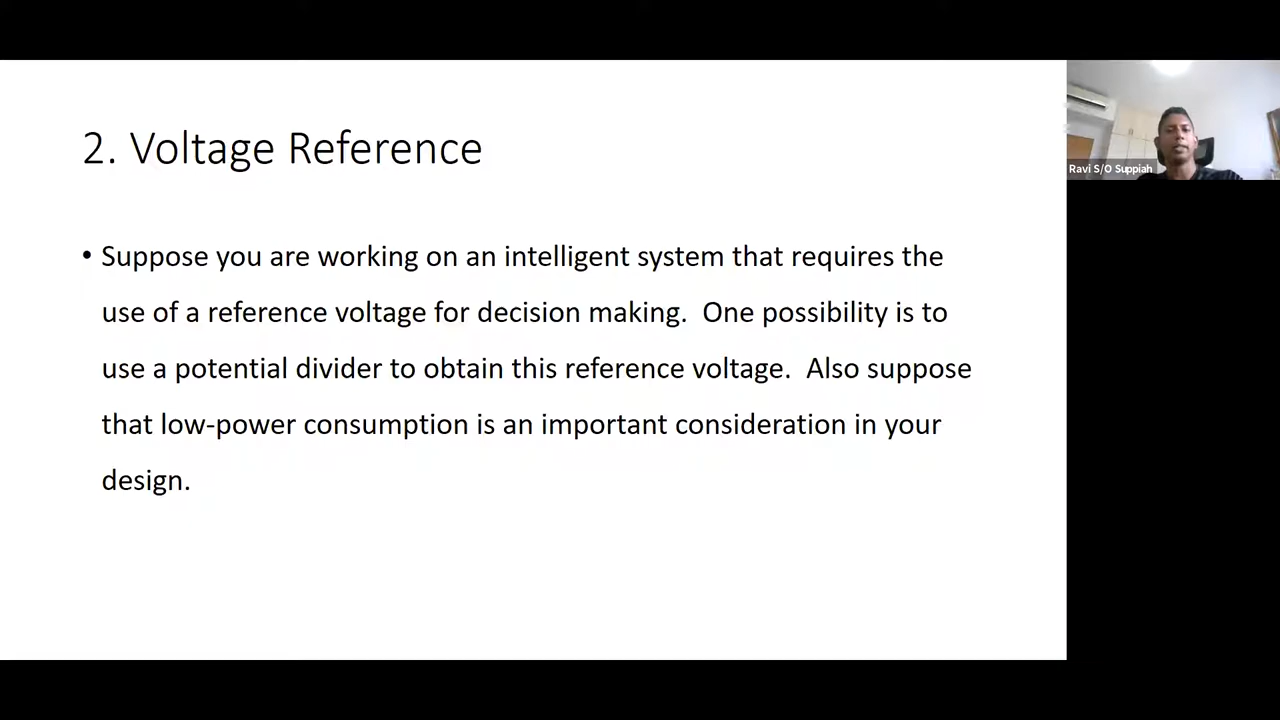 2. Voltage Reference
• Suppose you are working on an intelligent system that requires the
use of a reference voltage for decision making.  One possibility is to
use a potential divider to obtain this reference voltage.  Also suppose
that low-power consumption is an important consideration in your
design.
Ravi S/O Suppiah